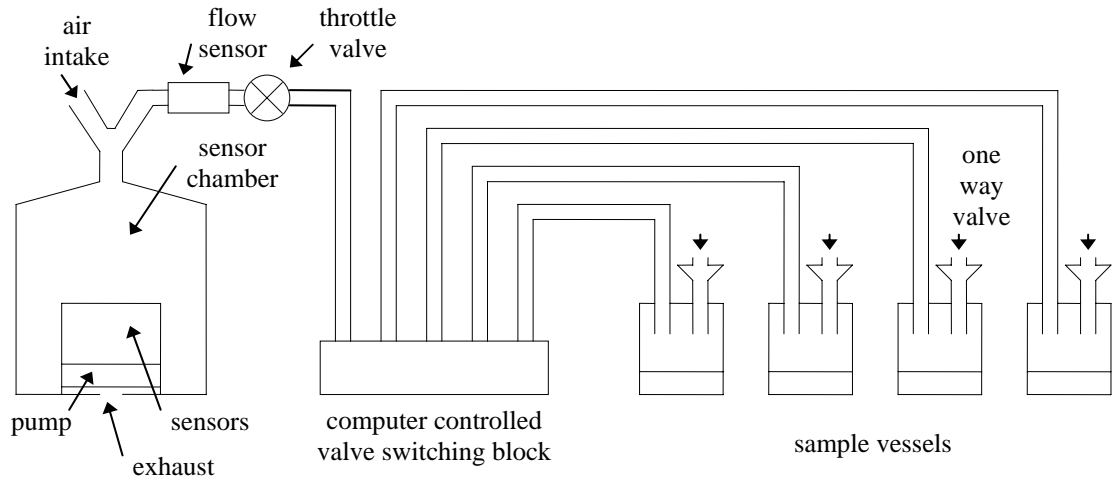 air
intake
flow
sensor
throttle
valve
sensor
chamber
one
way
valve
pump
sensors
exhaust
computer controlled
valve switching block
sample vessels